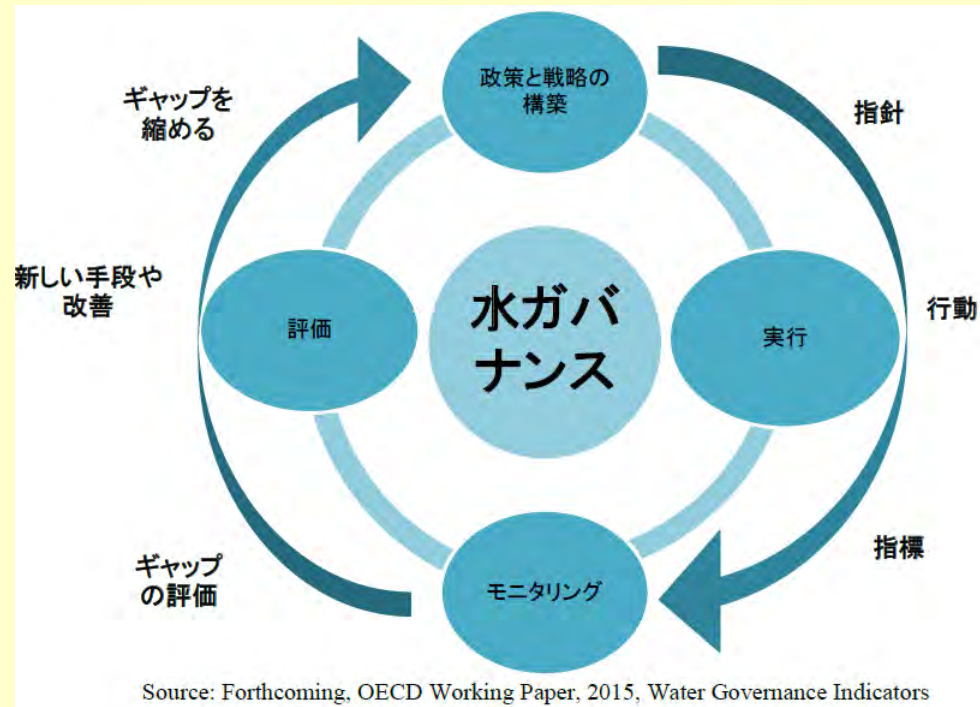 政策と戦略の
構築
指針
行動
実行
指標
モニタリング
ギャップ
の評価
評価
新しい手段や
改善
ギャップを
縮める
水ガバ
ナンス
Source: Forthcoming, OECD Working Paper, 2015, Water Governance Indicators